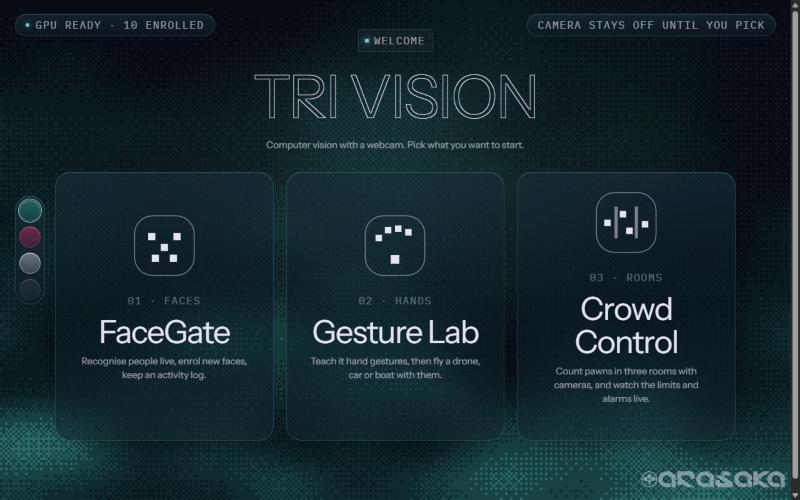 GPU READY · 10 ENROLLED
CAMERA STAYS OFF UNTIL YOU PICK
WELCOME
TRI VISION
Computer vision with a webcam. Pick what you want to start.
01 · FACES
FaceGate
Recognise people live, enrol new faces,
keep an activity log.
02 · HANDS
Gesture Lab
Teach it hand gestures, then fly a drone,
car or boat with them.
03 · ROOMS
Crowd
Control
Count pawns in three rooms with
cameras, and watch the limits and
alarms live.
arasaka